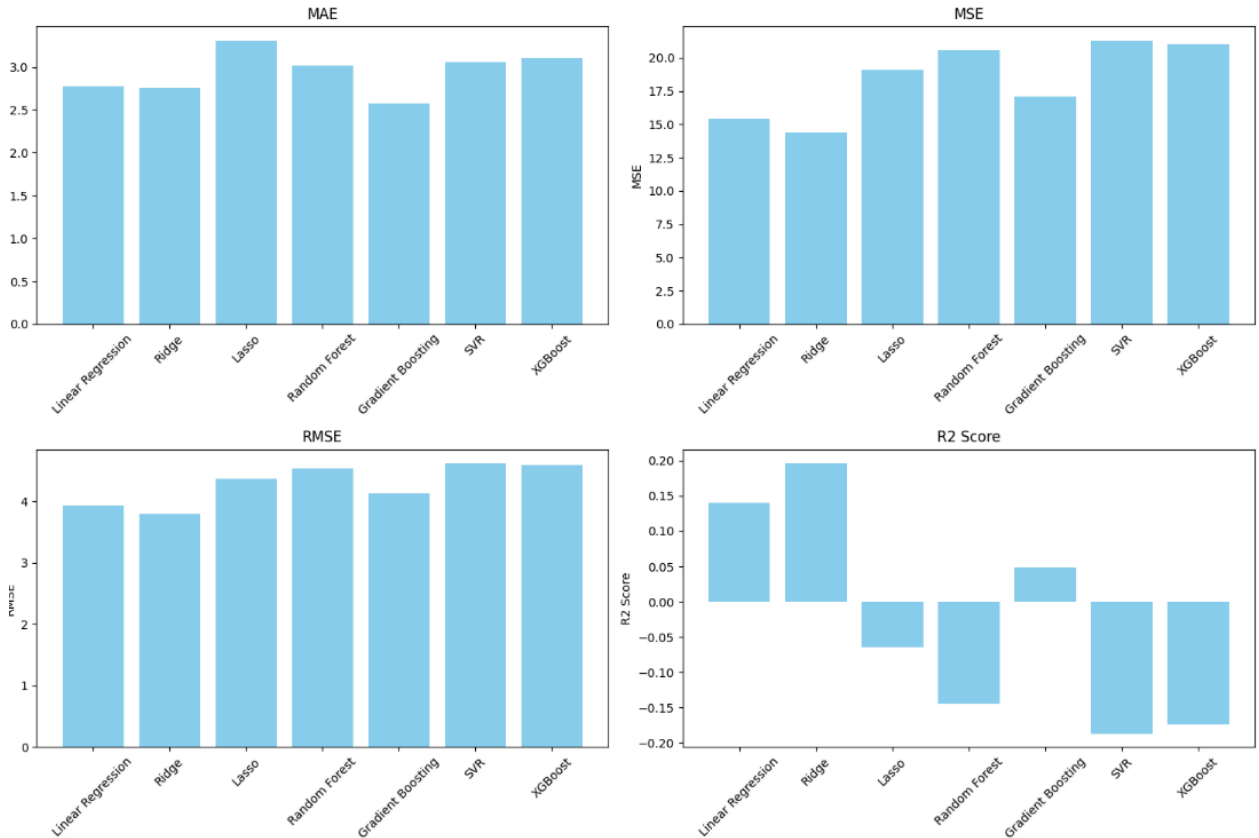 MAE
3.0
2.5
2.0
1.5
1.0
0.5
0.0
Linear Regression
Ridge
Lasso
Random Forest
Gradient Boosting
SVR
XGBoost
MSE
MSE
20.0
17.5
15.0
12.5
10.0
7.5
5.0
2.5
0.0
Linear Regression
Ridge
Lasso
Random Forest
Gradient Boosting
SVR
XGBoost
RMSE
RMSE
4
3
2
1
0
Linear Regression
Ridge
Lasso
Random Forest
Gradient Boosting
SVR
XGBoost
R2 Score
R2 Score
0.20
0.15
0.10
0.05
0.00
−0.05
−0.10
−0.15
−0.20
Linear Regression
Ridge
Lasso
Random Forest
Gradient Boosting
SVR
XGBoost